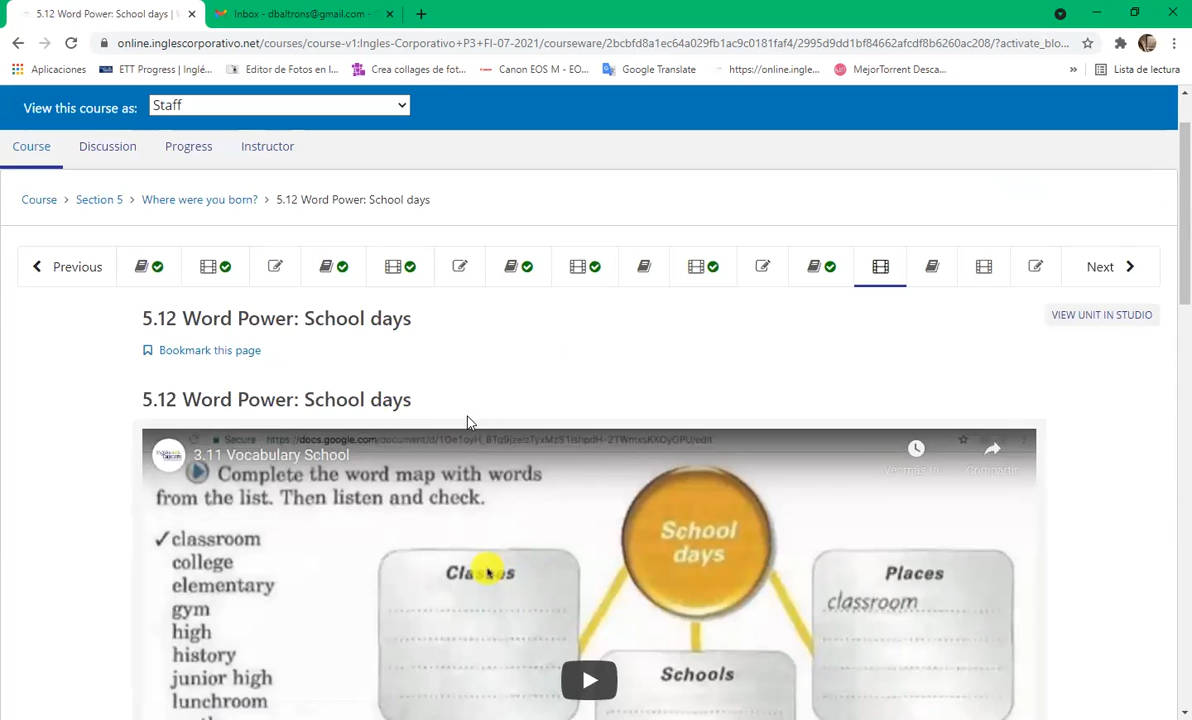 5.12 Word Power: School days |
Inbox - dbaltrons@gmail.com -
online.inglescorporativo.net/courses/course-v1:Ingles-Corporativo+P3+FI-07-2021/courseware/2bcbfd8a1ec64a029fb1ac9c0181faf4/2995d9dd1bf84662afcdf8b6260ac208/?activate_blo...
Aplicaciones
ETT Progress | Inglé...
Editor de Fotos en l...
Crea collages de fot...
Canon EOS M - EO...
Google Translate
https://online.ingle...
MejorTorrent Desca...
»
Lista de lectura
View this course as:
Staff
Course
Discussion
Progress
Instructor
Course > Section 5 > Where were you born? > 5.12 Word Power: School days
Previous
Next
5.12 Word Power: School days
VIEW UNIT IN STUDIO
Bookmark this page
5.12 Word Power: School days
3.11 Vocabulary School
Complete the word map with words
from the list. Then listen and check.
✓classroom
college
elementary
gym
high
history
junior high
lunchroom
School
days
Classes
Places
classroom
Schools